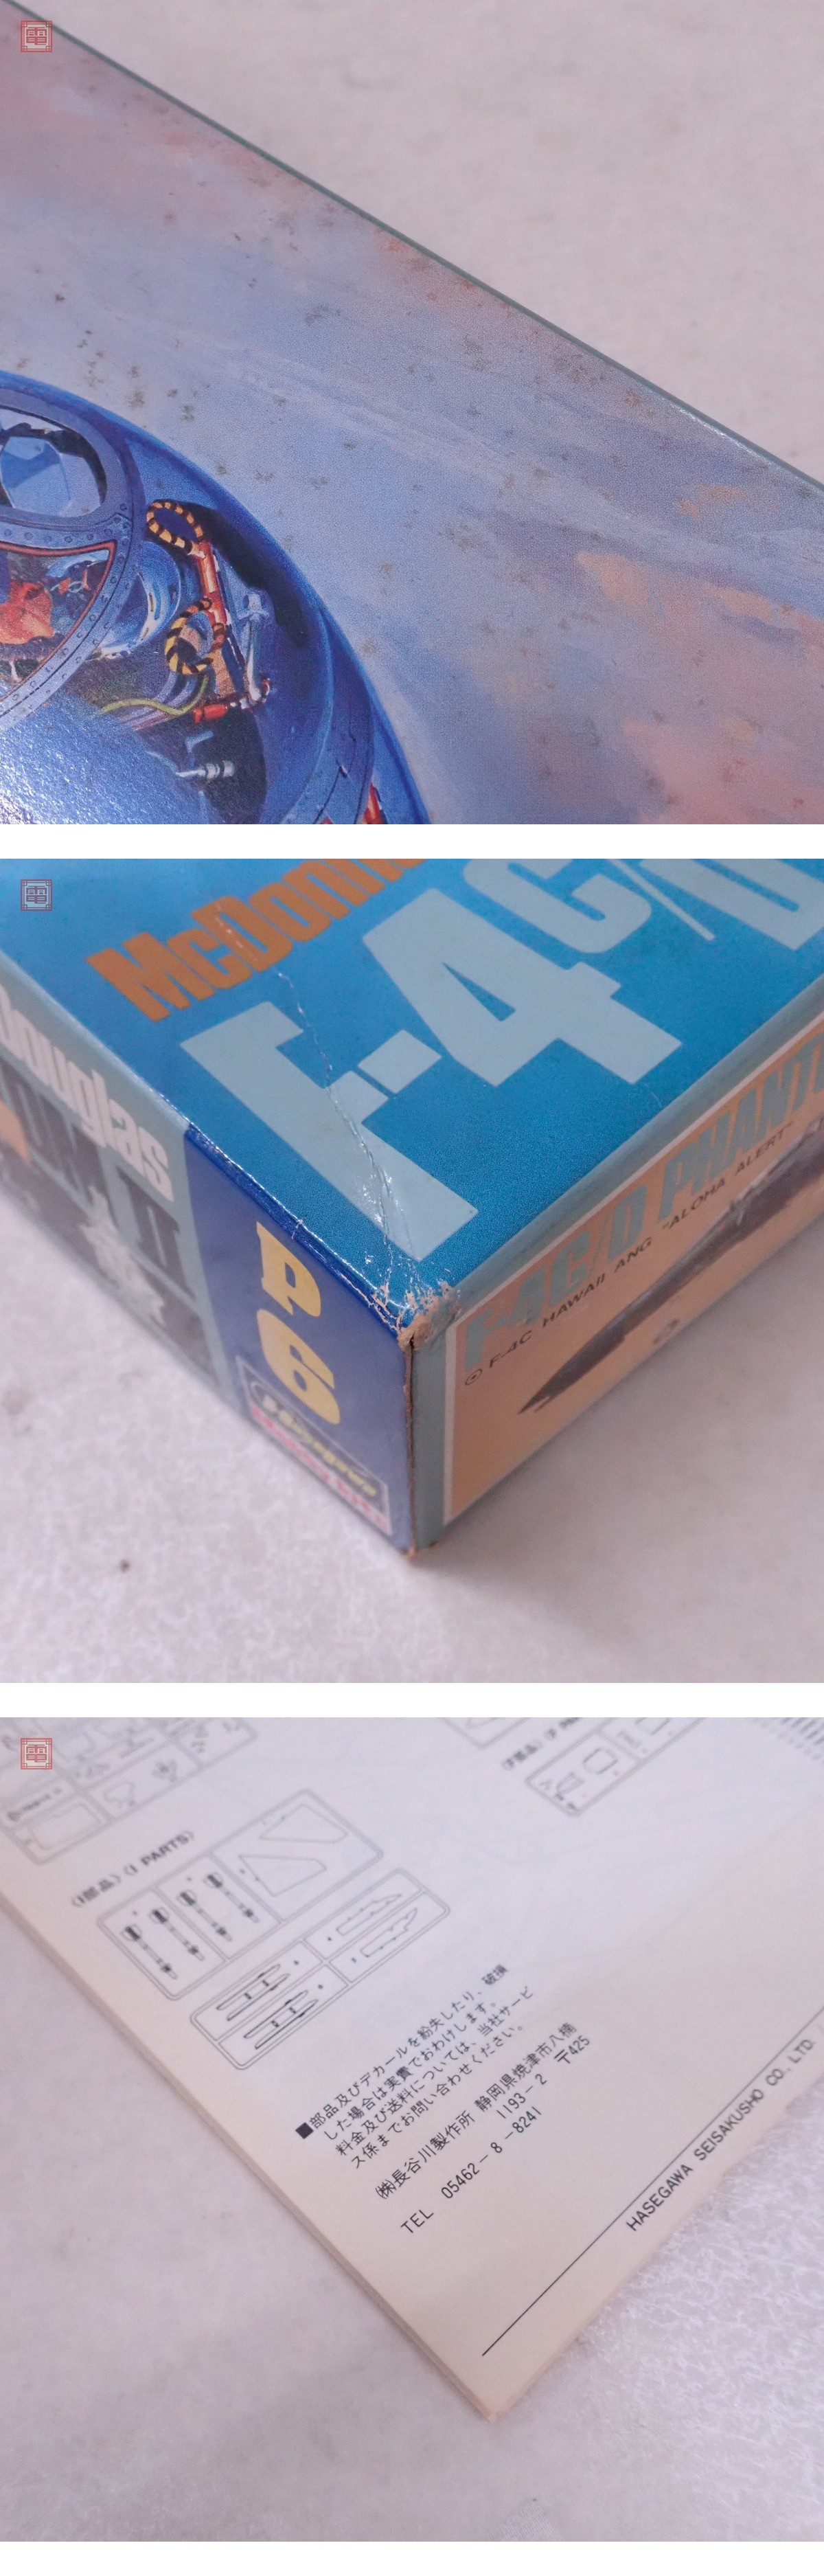 McDonn
F-4C/D
Douglas
II
P
6
Hasegawa
F-4C/D PHANT
F-4C HAWAII ANG "ALOHA ALERT"
〈I部品〉〈I PARTS〉
■部品及びデカールを紛失したり、破損
した場合は実費でおわけします。
料金及び送料については、当社サービ
ス係までお問い合わせください。
㈱長谷川製作所 静岡県焼津市八楠
1193－2 〒425
TEL 05462－8－8241
HASEGAWA SEISAKUSHO CO., LTD.